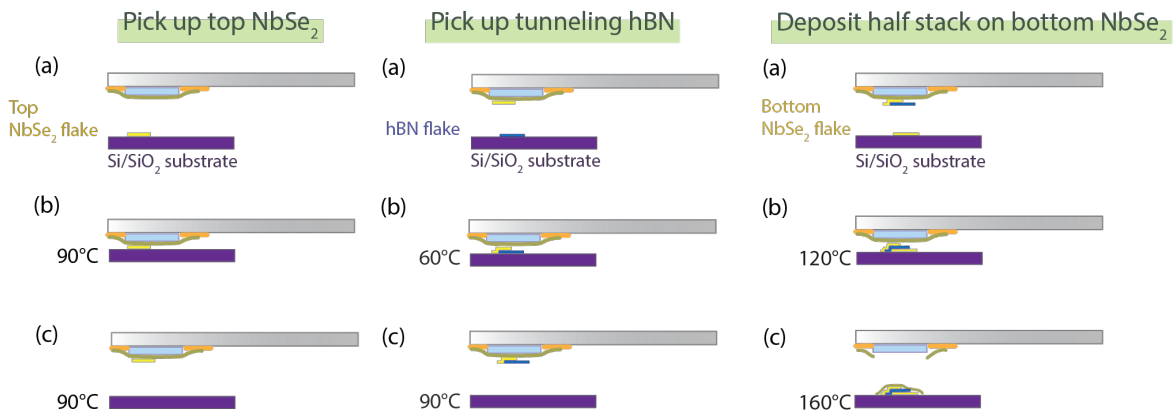 Pick up top NbSe₂
(a)
Top
NbSe₂ flake
Si/SiO₂ substrate
(b)
90°C
(c)
90°C
Pick up tunneling hBN
(a)
hBN flake
Si/SiO₂ substrate
(b)
60°C
(c)
90°C
Deposit half stack on bottom NbSe₂
(a)
Bottom
NbSe₂ flake
Si/SiO₂ substrate
(b)
120°C
(c)
160°C